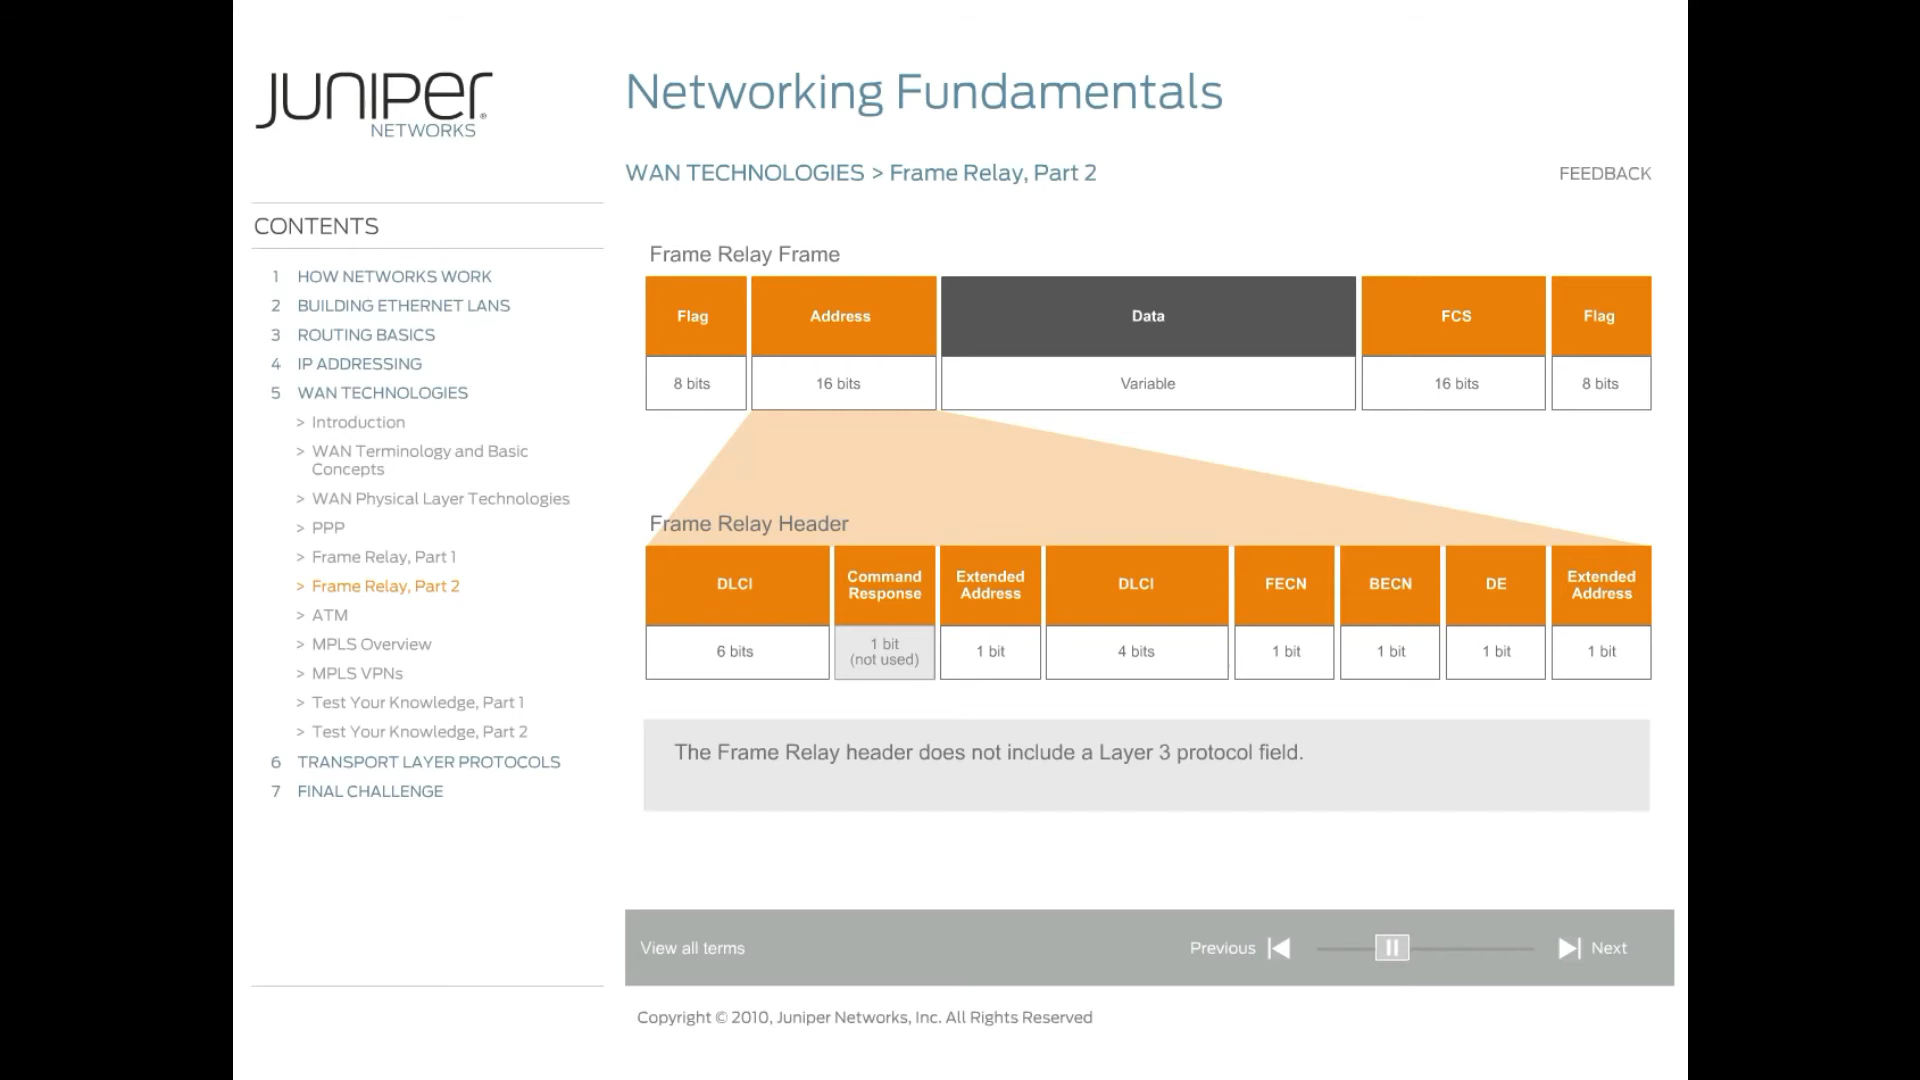 JUNIPER
NETWORKS
Networking Fundamentals
WAN TECHNOLOGIES > Frame Relay, Part 2
FEEDBACK
CONTENTS
1 HOW NETWORKS WORK
2 BUILDING ETHERNET LANS
3 ROUTING BASICS
4 IP ADDRESSING
5 WAN TECHNOLOGIES
> Introduction
> WAN Terminology and Basic
Concepts
> WAN Physical Layer Technologies
> PPP
> Frame Relay, Part 1
> Frame Relay, Part 2
> ATM
> MPLS Overview
> MPLS VPNs
> Test Your Knowledge, Part 1
> Test Your Knowledge, Part 2
6 TRANSPORT LAYER PROTOCOLS
7 FINAL CHALLENGE
Frame Relay Frame
Flag Address Data FCS Flag
8 bits 16 bits Variable 16 bits 8 bits
Frame Relay Header
DLCI Command Response Extended Address DLCI FECN BECN DE Extended Address
6 bits 1 bit (not used) 1 bit 4 bits 1 bit 1 bit 1 bit 1 bit
The Frame Relay header does not include a Layer 3 protocol field.
View all terms
Previous
Next
Copyright © 2010, Juniper Networks, Inc. All Rights Reserved